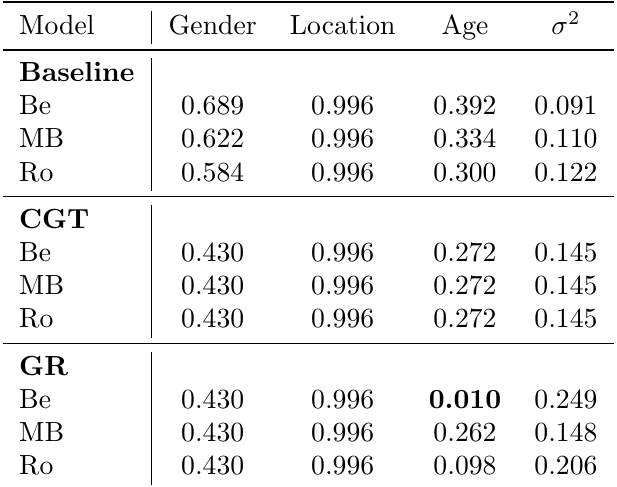 Model Gender Location Age σ²
Baseline
Be 0.689 0.996 0.392 0.091
MB 0.622 0.996 0.334 0.110
Ro 0.584 0.996 0.300 0.122
CGT
Be 0.430 0.996 0.272 0.145
MB 0.430 0.996 0.272 0.145
Ro 0.430 0.996 0.272 0.145
GR
Be 0.430 0.996 0.010 0.249
MB 0.430 0.996 0.262 0.148
Ro 0.430 0.996 0.098 0.206